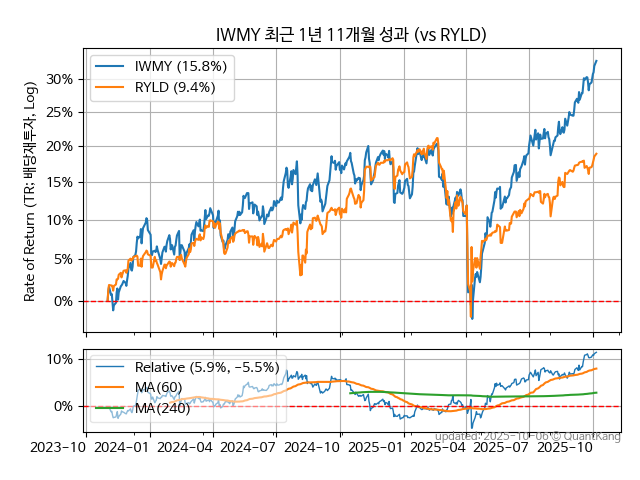 IWMY 최근 1년 11개월 성과 (vs RYLD)
Rate of Return (TR: 배당재투자, Log)
IWMY (15.8%)
RYLD (9.4%)
30%
25%
20%
15%
10%
5%
0%
10%
0%
Relative (5.9%, −5.5%)
MA(60)
MA(240)
updated: 2025-10-06 © QuantKang
2023−10 2024−01 2024−04 2024−07 2024−10 2025−01 2025−04 2025−07 2025−10